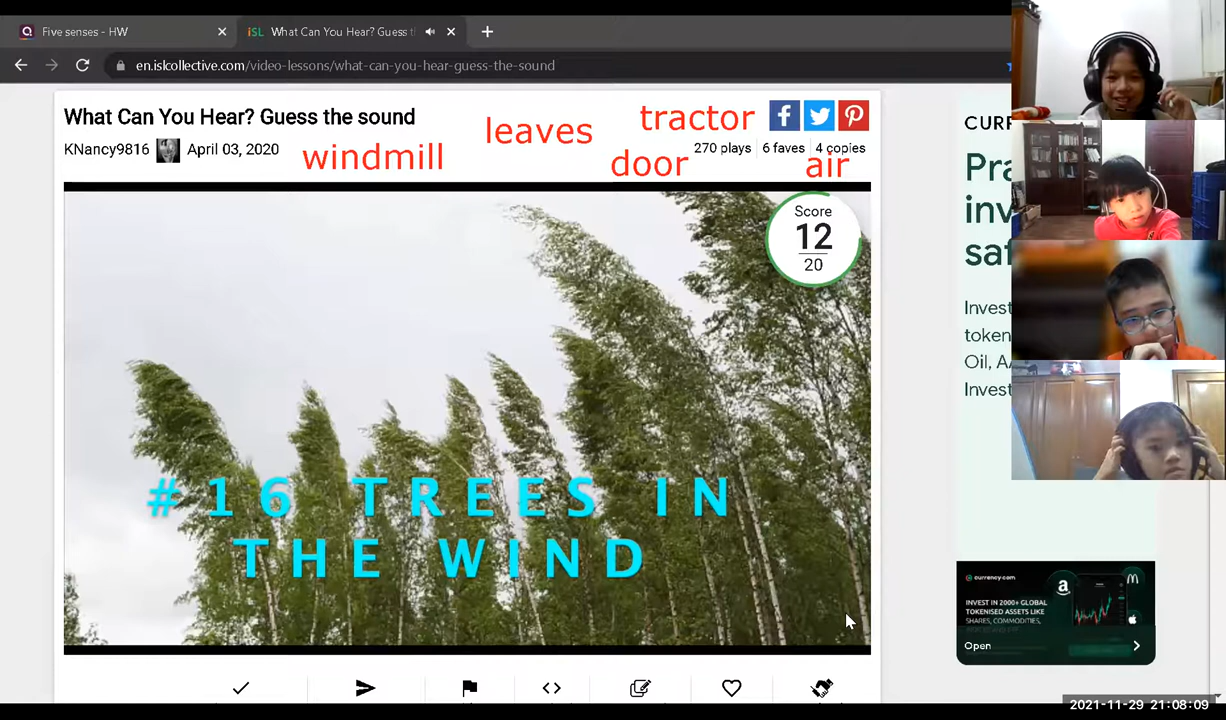 Five senses - HW
iSL What Can You Hear? Guess t
en.islcollective.com/video-lessons/what-can-you-hear-guess-the-sound
What Can You Hear? Guess the sound
KNancy9816 April 03, 2020
270 plays 6 faves 4 copies
windmill
leaves
tractor
door
air
Score
12
20
#16 TREES IN
THE WIND
CURR
Pra
inv
saf
Invest
token
Oil, A
Invest
currency.com
INVEST IN 2000+ GLOBAL
TOKENISED ASSETS LIKE
SHARES, COMMODITIES,
Open
2021-11-29 21:08:09